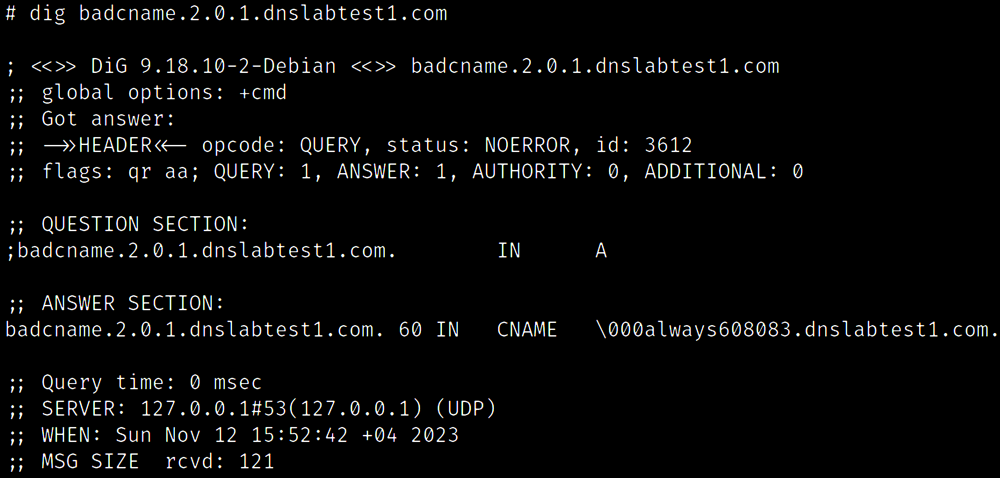 # dig badcname.2.0.1.dnslabtest1.com
; <<>> DiG 9.18.10-2-Debian <<>> badcname.2.0.1.dnslabtest1.com
;; global options: +cmd
;; Got answer:
;; ->>HEADER<<- opcode: QUERY, status: NOERROR, id: 3612
;; flags: qr aa; QUERY: 1, ANSWER: 1, AUTHORITY: 0, ADDITIONAL: 0
;; QUESTION SECTION:
;badcname.2.0.1.dnslabtest1.com. IN A
;; ANSWER SECTION:
badcname.2.0.1.dnslabtest1.com. 60 IN CNAME \000always608083.dnslabtest1.com.
;; Query time: 0 msec
;; SERVER: 127.0.0.1#53(127.0.0.1) (UDP)
;; WHEN: Sun Nov 12 15:52:42 +04 2023
;; MSG SIZE  rcvd: 121